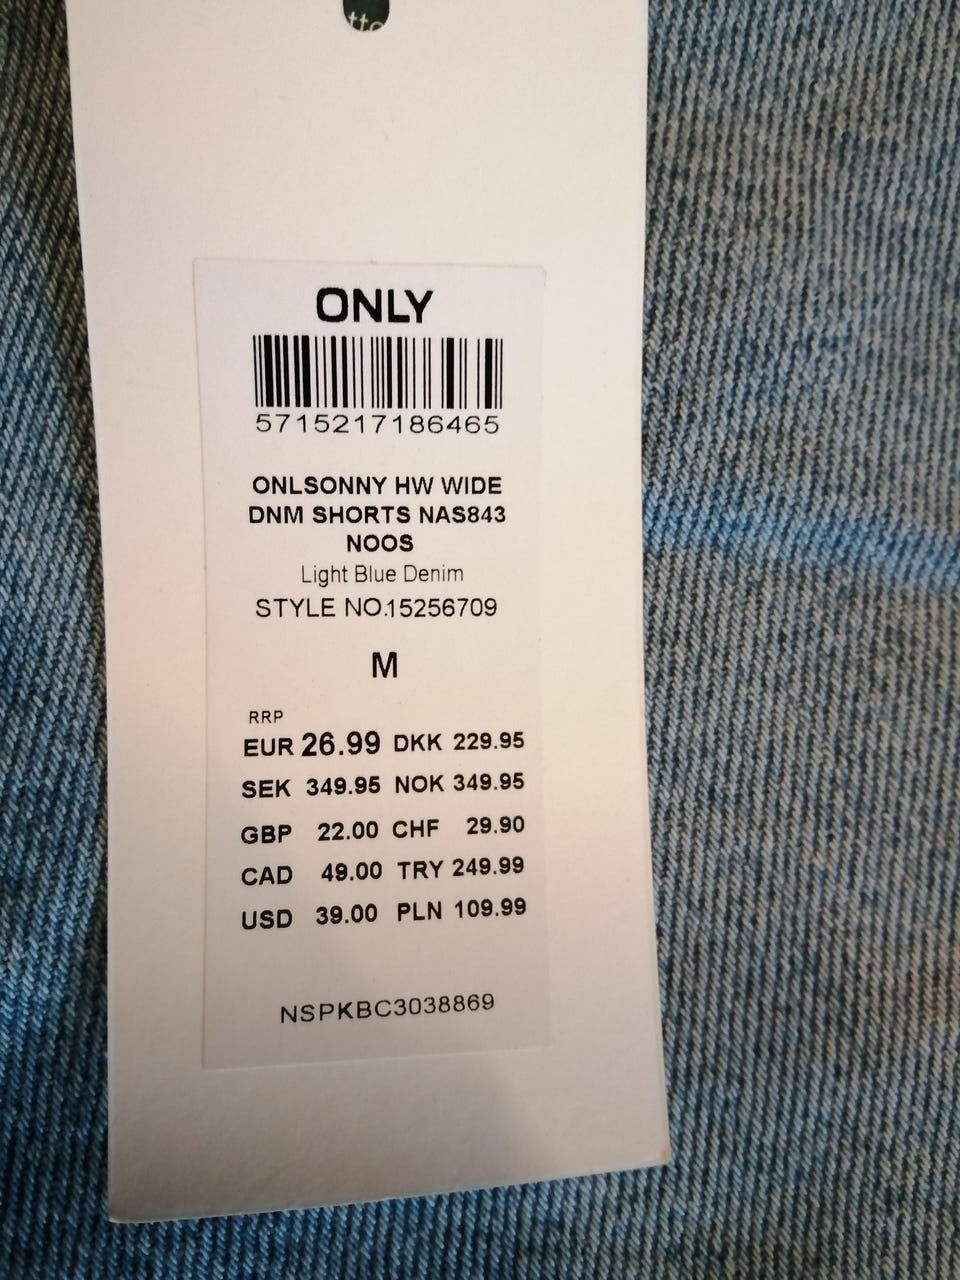 ONLY
5715217186465
ONLSONNY HW WIDE
DNM SHORTS NAS843
NOOS
Light Blue Denim
STYLE NO.15256709
M
RRP
EUR 26.99 DKK 229.95
SEK 349.95 NOK 349.95
GBP 22.00 CHF 29.90
CAD 49.00 TRY 249.99
USD 39.00 PLN 109.99
NSPKBC3038869